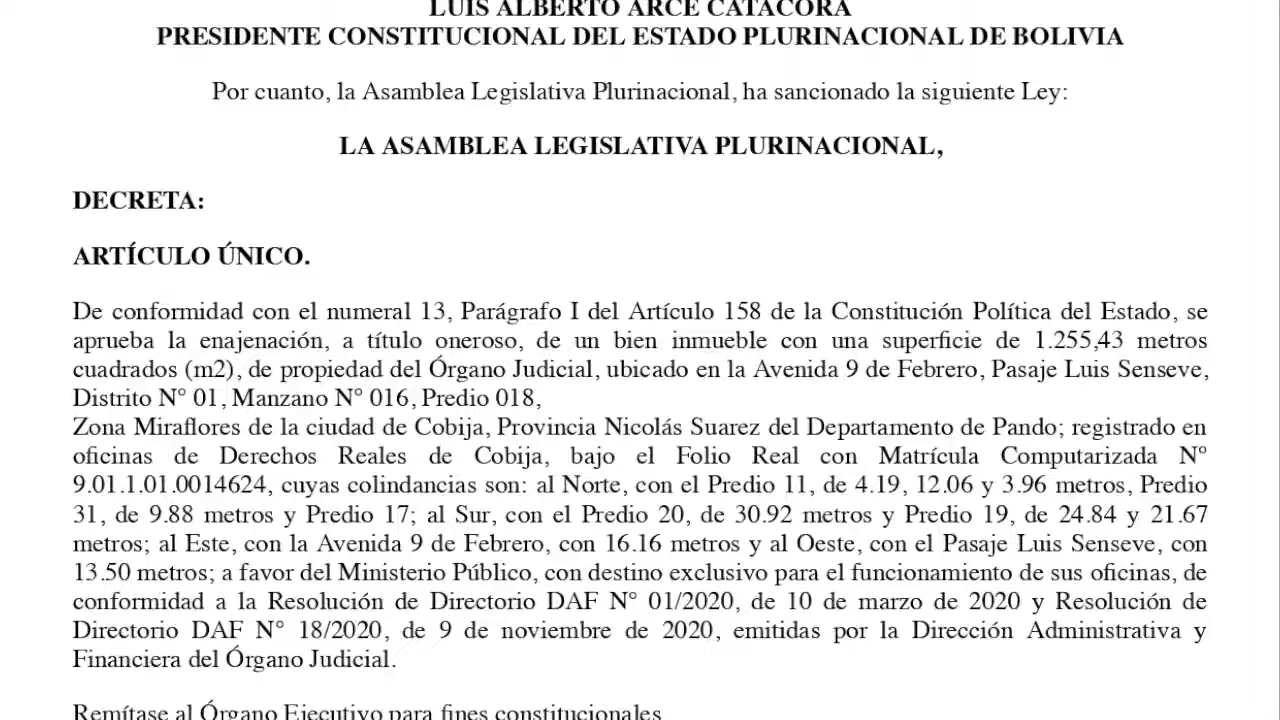 LUIS ALBERTO ARCE CATACORA
PRESIDENTE CONSTITUCIONAL DEL ESTADO PLURINACIONAL DE BOLIVIA
Por cuanto, la Asamblea Legislativa Plurinacional, ha sancionado la siguiente Ley:
LA ASAMBLEA LEGISLATIVA PLURINACIONAL,
DECRETA:
ARTÍCULO ÚNICO.
De conformidad con el numeral 13, Parágrafo I del Artículo 158 de la Constitución Política del Estado, se
aprueba la enajenación, a título oneroso, de un bien inmueble con una superficie de 1.255,43 metros
cuadrados (m2), de propiedad del Órgano Judicial, ubicado en la Avenida 9 de Febrero, Pasaje Luis Senseve,
Distrito N° 01, Manzano N° 016, Predio 018,
Zona Miraflores de la ciudad de Cobija, Provincia Nicolás Suarez del Departamento de Pando; registrado en
oficinas de Derechos Reales de Cobija, bajo el Folio Real con Matrícula Computarizada N°
9.01.1.01.0014624, cuyas colindancias son: al Norte, con el Predio 11, de 4.19, 12.06 y 3.96 metros, Predio
31, de 9.88 metros y Predio 17; al Sur, con el Predio 20, de 30.92 metros y Predio 19, de 24.84 y 21.67
metros; al Este, con la Avenida 9 de Febrero, con 16.16 metros y al Oeste, con el Pasaje Luis Senseve, con
13.50 metros; a favor del Ministerio Público, con destino exclusivo para el funcionamiento de sus oficinas, de
conformidad a la Resolución de Directorio DAF N° 01/2020, de 10 de marzo de 2020 y Resolución de
Directorio DAF N° 18/2020, de 9 de noviembre de 2020, emitidas por la Dirección Administrativa y
Financiera del Órgano Judicial.
Remítase al Órgano Ejecutivo para fines constitucionales